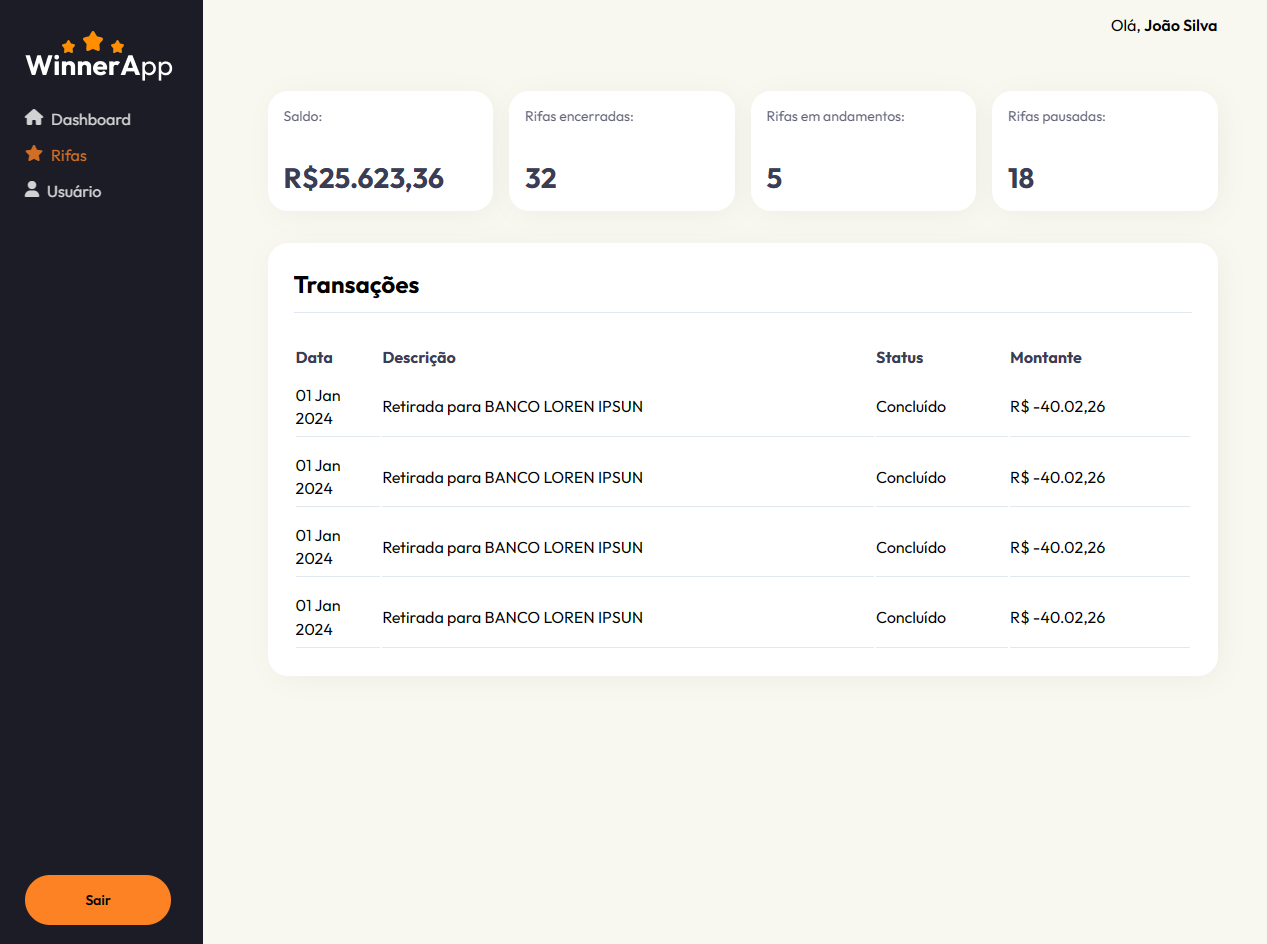 WinnerApp
Dashboard
Rifas
Usuário
Sair
Olá, João Silva
Saldo:
R$25.623,36
Rifas encerradas:
32
Rifas em andamentos:
5
Rifas pausadas:
18
Transações
Data Descrição Status Montante
01 Jan
2024
Retirada para BANCO LOREN IPSUN Concluído R$ -40.02,26
01 Jan
2024
Retirada para BANCO LOREN IPSUN Concluído R$ -40.02,26
01 Jan
2024
Retirada para BANCO LOREN IPSUN Concluído R$ -40.02,26
01 Jan
2024
Retirada para BANCO LOREN IPSUN Concluído R$ -40.02,26